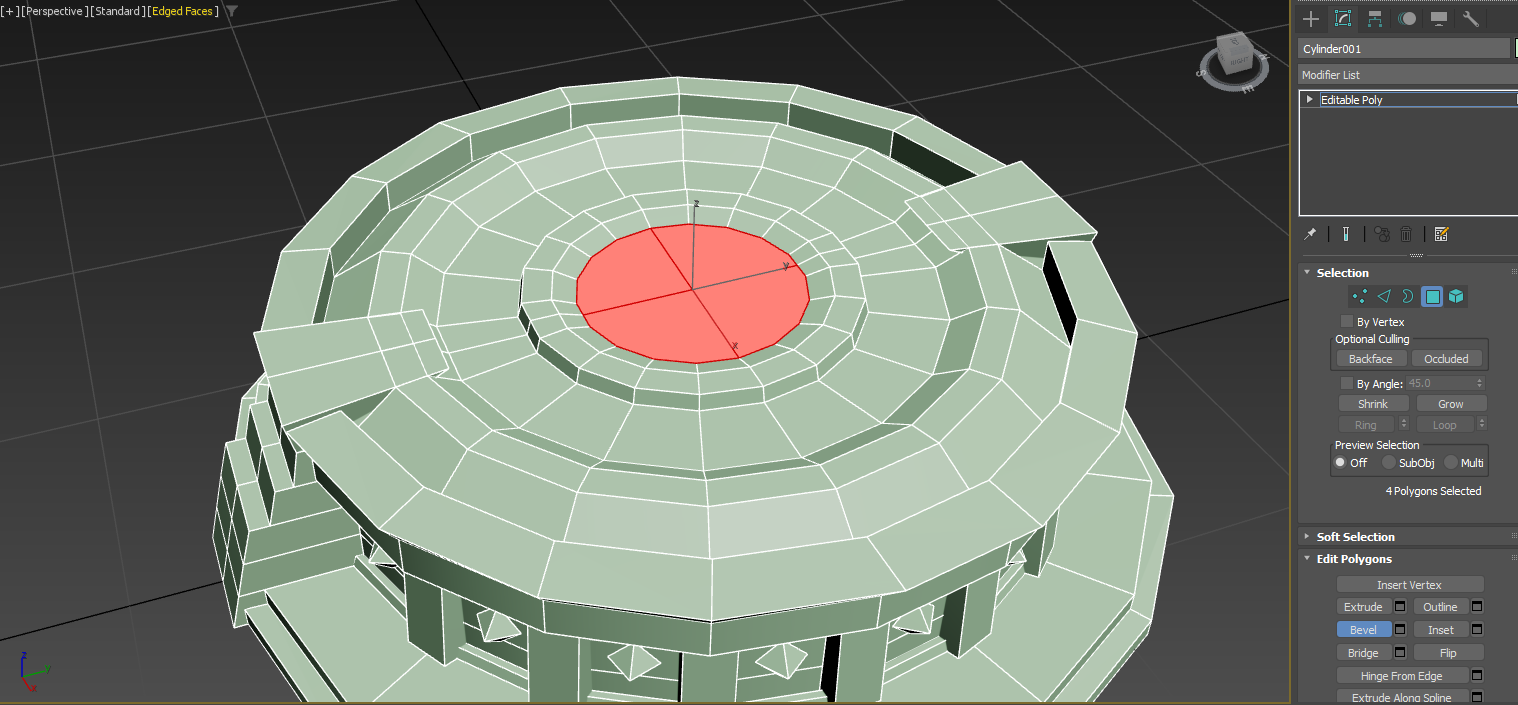 [+][Perspective][Standard][Edged Faces]
z
y
x
Cylinder001
Modifier List
Editable Poly
Selection
By Vertex
Optional Culling
Backface Occluded
By Angle: 45.0
Shrink Grow
Ring Loop
Preview Selection
Off SubObj Multi
4 Polygons Selected
Soft Selection
Edit Polygons
Insert Vertex
Extrude Outline
Bevel Inset
Bridge Flip
Hinge From Edge
Extrude Along Spline
z
y
x